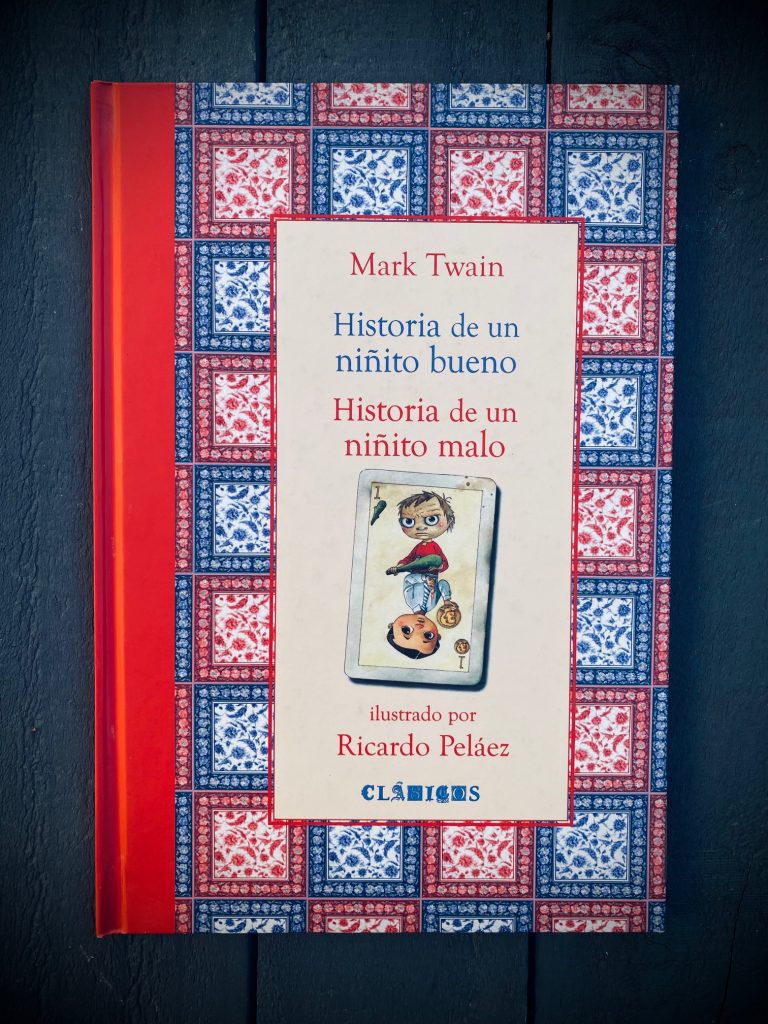 Mark Twain
Historia de un
niñito bueno
Historia de un
niñito malo
I
I
ilustrado por
Ricardo Peláez
CLÁSICOS